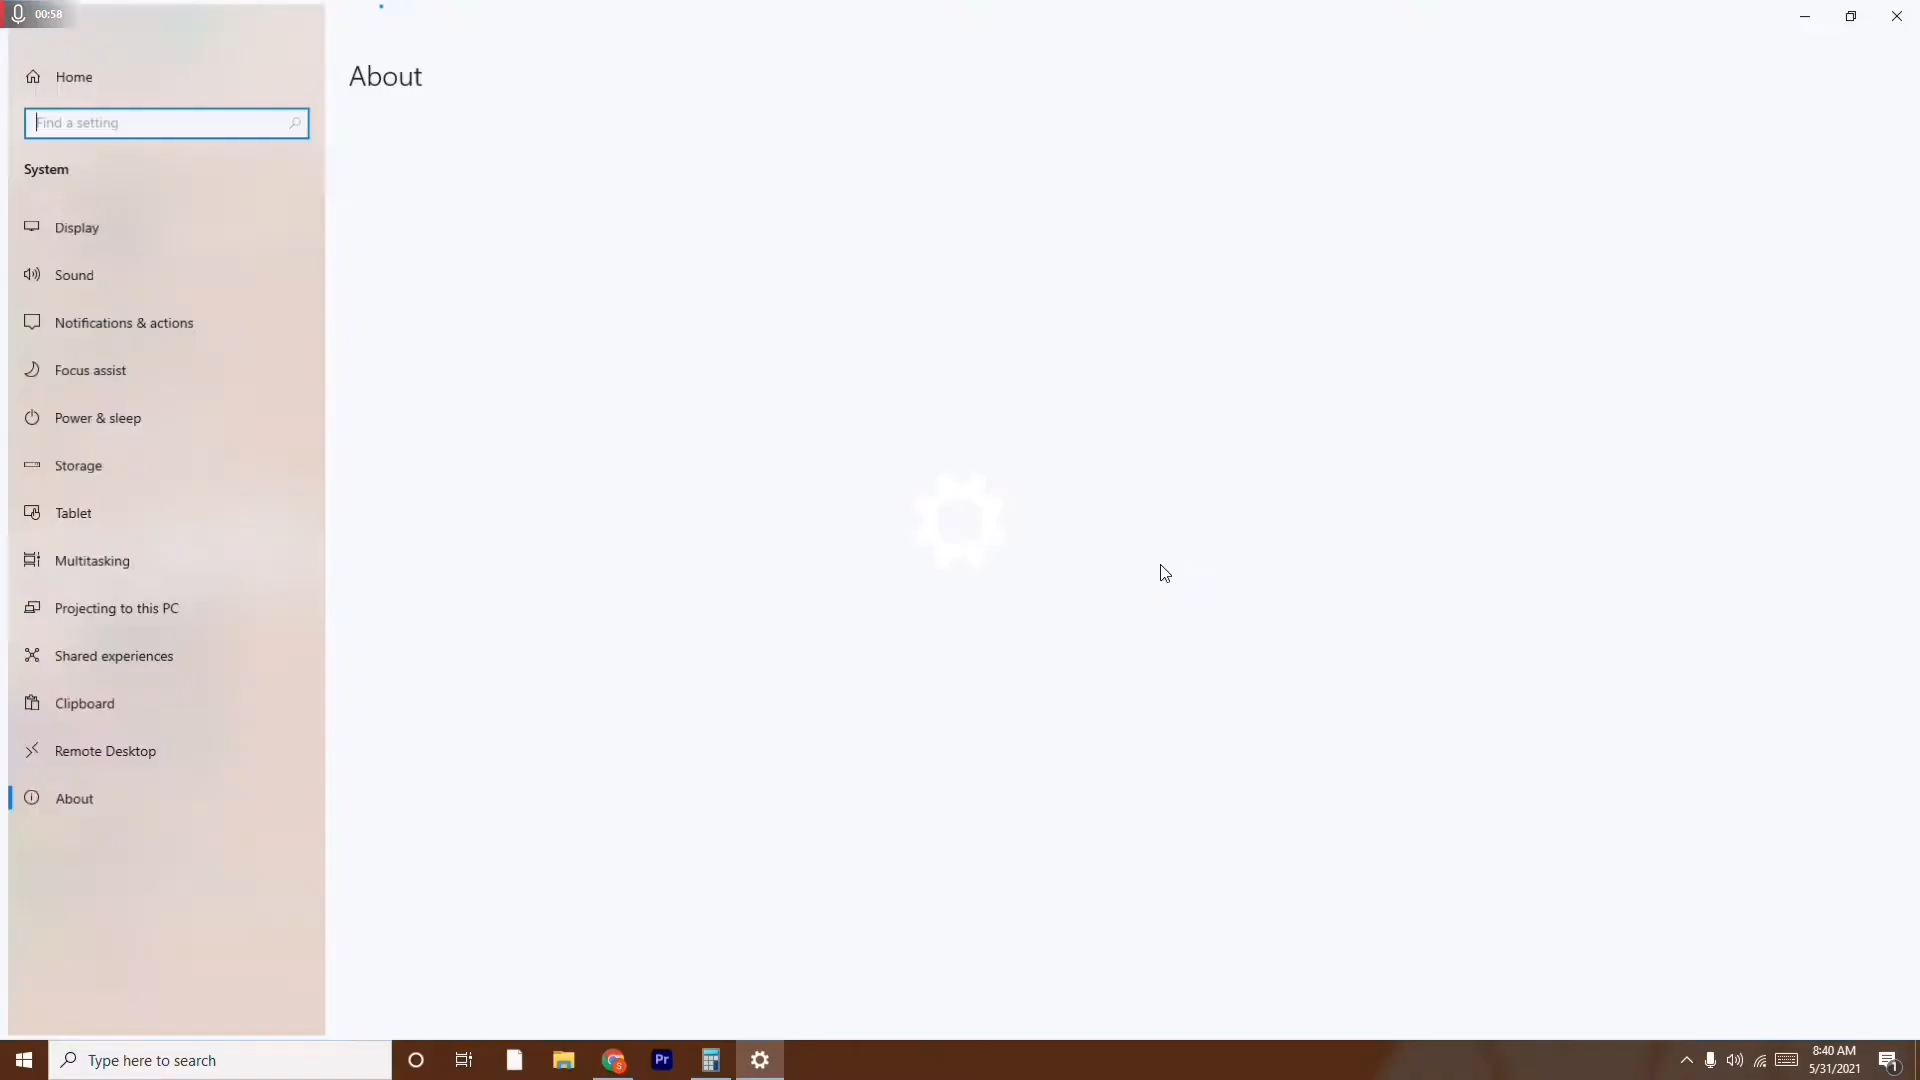 00:58
Home
About
Find a setting
System
Display
Sound
Notifications & actions
Focus assist
Power & sleep
Storage
Tablet
Multitasking
Projecting to this PC
Shared experiences
Clipboard
Remote Desktop
About
Type here to search
S
Pr
8:40 AM
5/31/2021
1